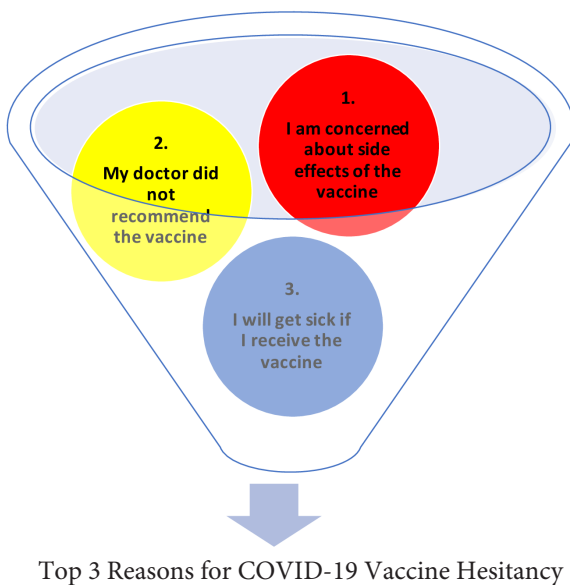 1.
I am concerned
about side
effects of the
vaccine
2.
My doctor did
not
recommend
the vaccine
3.
I will get sick if
I receive the
vaccine
Top 3 Reasons for COVID-19 Vaccine Hesitancy